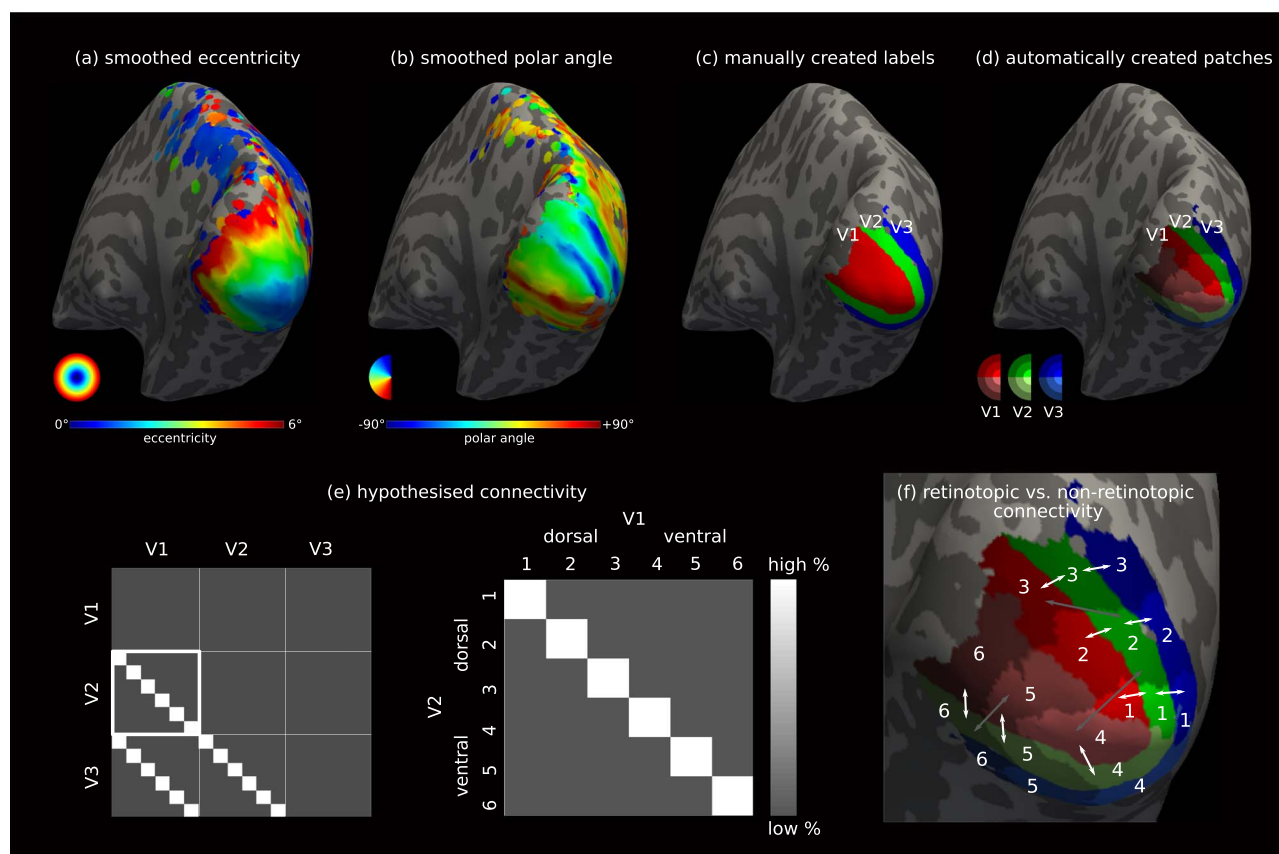 (a) smoothed eccentricity
(b) smoothed polar angle
(c) manually created labels
(d) automatically created patches
V1 V2 V3
V1 V2 V3
0° 6°
eccentricity
-90° +90°
polar angle
V1 V2 V3
(e) hypothesised connectivity
V1 V2 V3
V1
V2
V3
V1
dorsal ventral
1 2 3 4 5 6
V2
dorsal
ventral
1
2
3
4
5
6
high %
low %
(f) retinotopic vs. non-retinotopic
connectivity
3 3 3
2 2 2
6 5
1 1 1
6 5 4
4
6 5 4